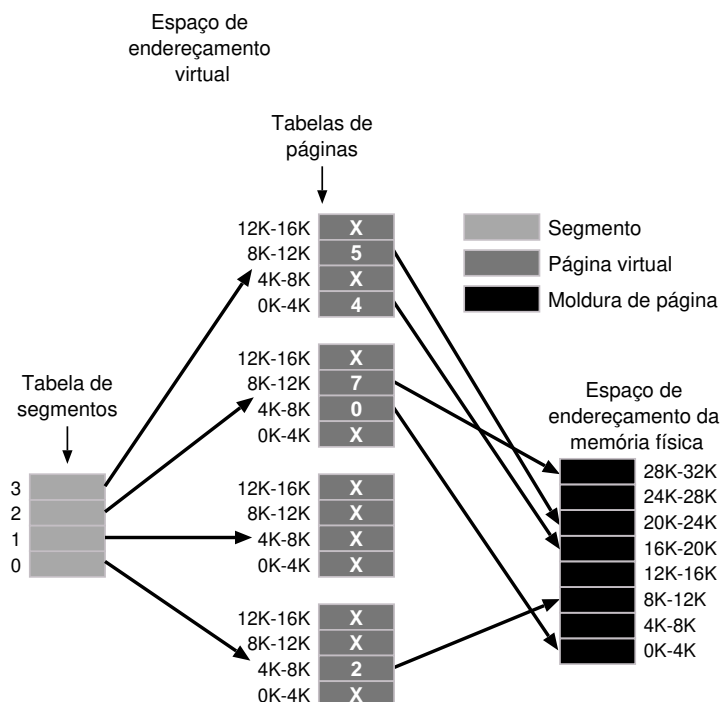 Espaço de
endereçamento
virtual
Tabelas de
páginas
12K-16K X
8K-12K 5
4K-8K X
0K-4K 4
Segmento
Página virtual
Moldura de página
12K-16K X
8K-12K 7
4K-8K 0
0K-4K X
Tabela de
segmentos
3
2
1
0
12K-16K X
8K-12K X
4K-8K X
0K-4K X
12K-16K X
8K-12K X
4K-8K 2
0K-4K X
Espaço de
endereçamento da
memória física
28K-32K
24K-28K
20K-24K
16K-20K
12K-16K
8K-12K
4K-8K
0K-4K